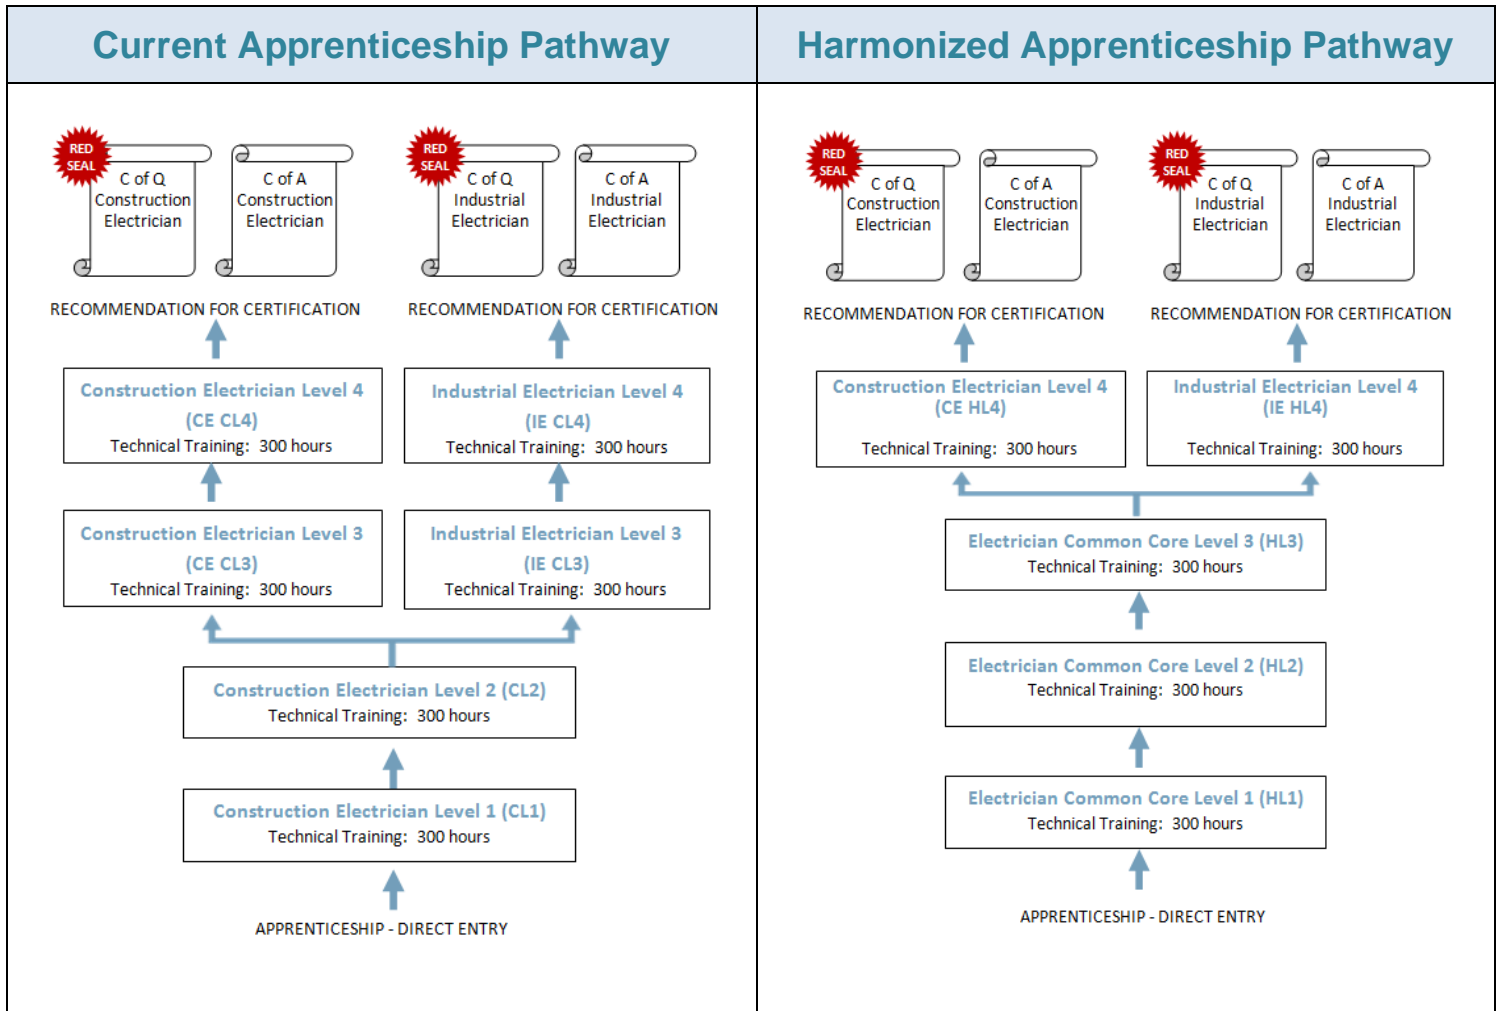 Current Apprenticeship Pathway
RED
SEAL
C of Q
Construction
Electrician
C of A
Construction
Electrician
RED
SEAL
C of Q
Industrial
Electrician
C of A
Industrial
Electrician
RECOMMENDATION FOR CERTIFICATION
RECOMMENDATION FOR CERTIFICATION
Construction Electrician Level 4
(CE CL4)
Technical Training: 300 hours
Industrial Electrician Level 4
(IE CL4)
Technical Training: 300 hours
Construction Electrician Level 3
(CE CL3)
Technical Training: 300 hours
Industrial Electrician Level 3
(IE CL3)
Technical Training: 300 hours
Construction Electrician Level 2 (CL2)
Technical Training: 300 hours
Construction Electrician Level 1 (CL1)
Technical Training: 300 hours
APPRENTICESHIP - DIRECT ENTRY
Harmonized Apprenticeship Pathway
RED
SEAL
C of Q
Construction
Electrician
C of A
Construction
Electrician
RED
SEAL
C of Q
Industrial
Electrician
C of A
Industrial
Electrician
RECOMMENDATION FOR CERTIFICATION
RECOMMENDATION FOR CERTIFICATION
Construction Electrician Level 4
(CE HL4)
Technical Training: 300 hours
Industrial Electrician Level 4
(IE HL4)
Technical Training: 300 hours
Electrician Common Core Level 3 (HL3)
Technical Training: 300 hours
Electrician Common Core Level 2 (HL2)
Technical Training: 300 hours
Electrician Common Core Level 1 (HL1)
Technical Training: 300 hours
APPRENTICESHIP - DIRECT ENTRY